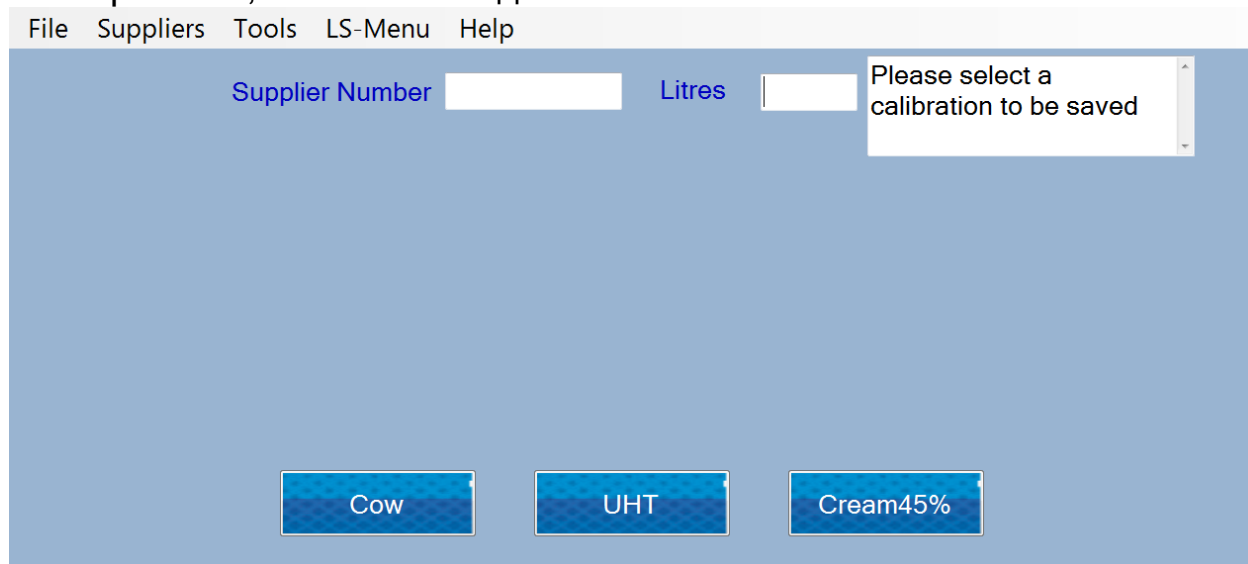 File Suppliers Tools LS-Menu Help
Supplier Number Litres Please select a
calibration to be saved
Cow UHT Cream45%